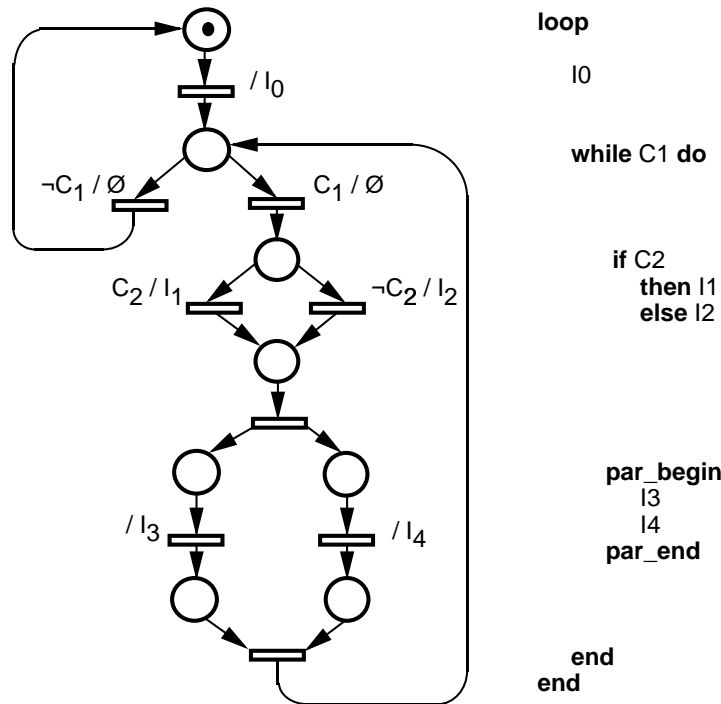 loop
/ I0
I0
while C1 do
¬C1 / Ø
C1 / Ø
if C2
C2 / I1
¬C2 / I2
then I1
else I2
par_begin
I3
/ I3
/ I4
I4
par_end
end
end